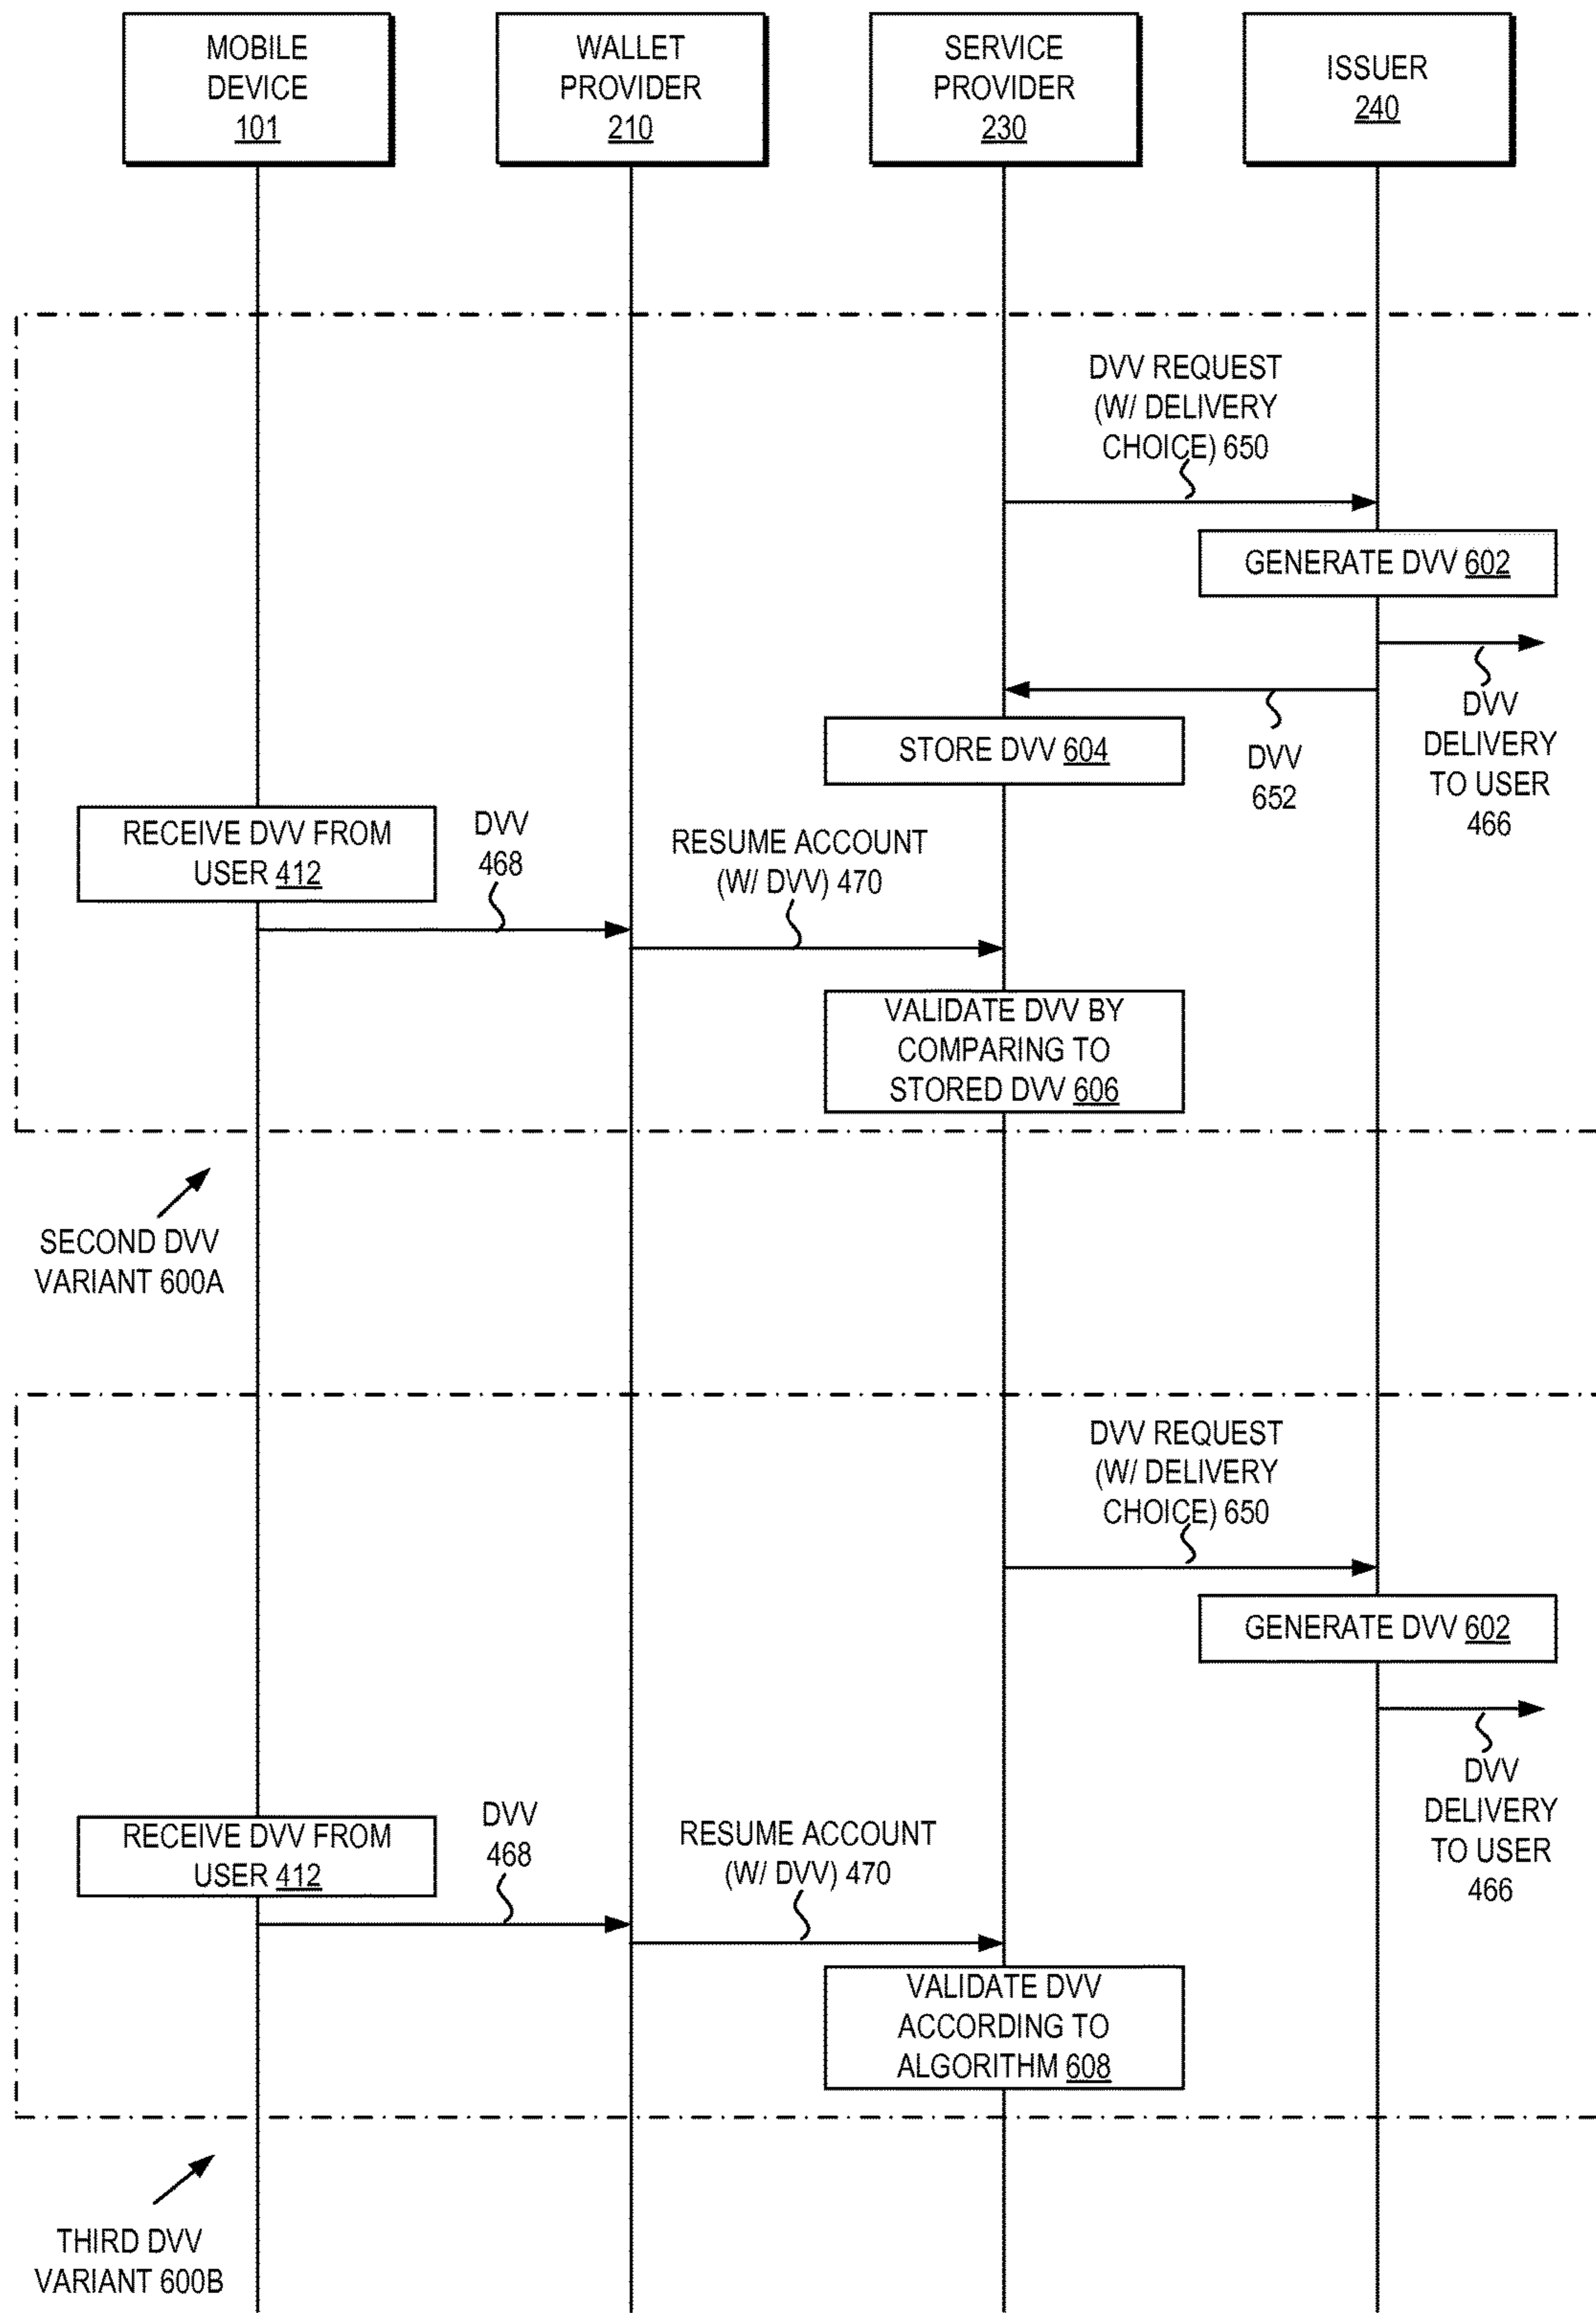 MOBILE
DEVICE
101
WALLET
PROVIDER
210
SERVICE
PROVIDER
230
ISSUER
240
DVV REQUEST
(W/ DELIVERY
CHOICE) 650
GENERATE DVV 602
DVV
DELIVERY
TO USER
466
DVV
652
STORE DVV 604
RECEIVE DVV FROM
USER 412
DVV
468
RESUME ACCOUNT
(W/ DVV) 470
VALIDATE DVV BY
COMPARING TO
STORED DVV 606
SECOND DVV
VARIANT 600A
DVV REQUEST
(W/ DELIVERY
CHOICE) 650
GENERATE DVV 602
DVV
DELIVERY
TO USER
466
RECEIVE DVV FROM
USER 412
DVV
468
RESUME ACCOUNT
(W/ DVV) 470
VALIDATE DVV
ACCORDING TO
ALGORITHM 608
THIRD DVV
VARIANT 600B